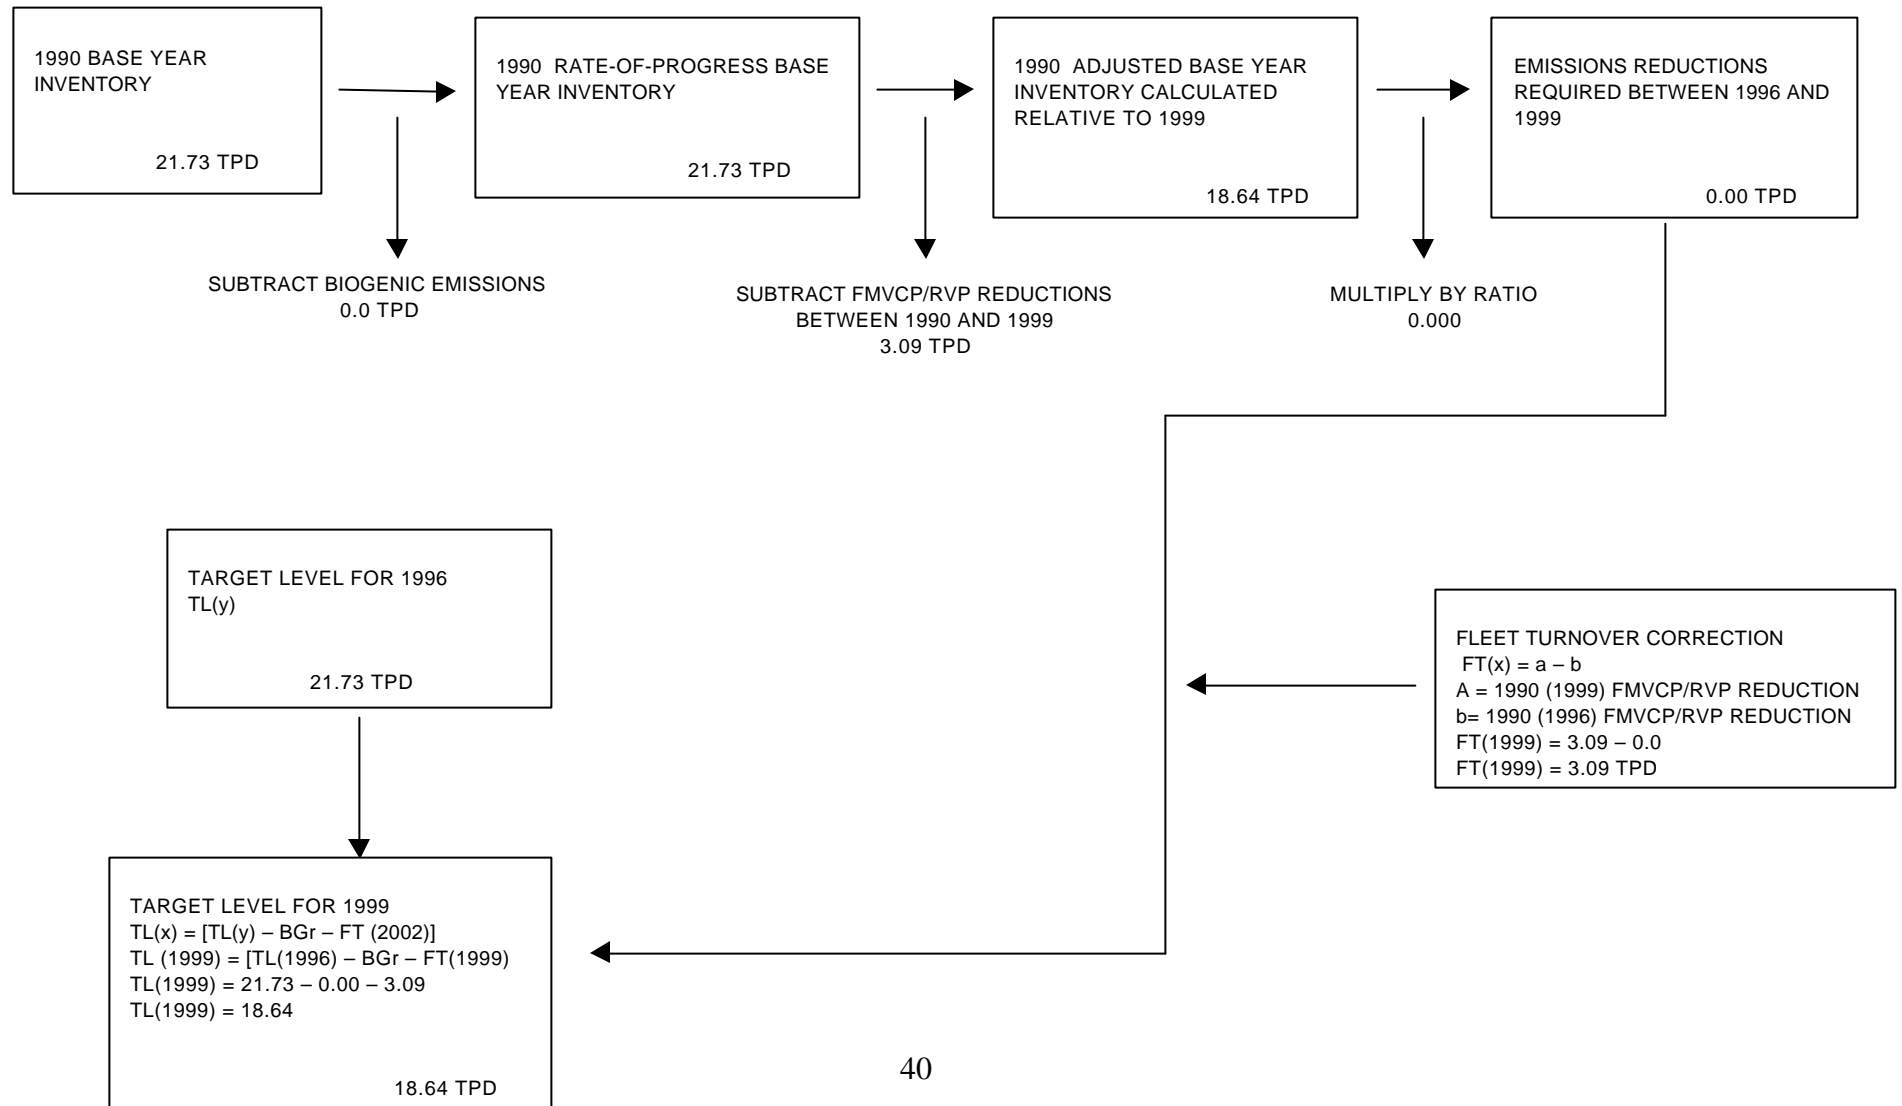 1990 BASE YEAR
INVENTORY
21.73 TPD
1990 RATE-OF-PROGRESS BASE
YEAR INVENTORY
21.73 TPD
1990 ADJUSTED BASE YEAR
INVENTORY CALCULATED
RELATIVE TO 1999
18.64 TPD
EMISSIONS REDUCTIONS
REQUIRED BETWEEN 1996 AND
1999
0.00 TPD
SUBTRACT BIOGENIC EMISSIONS
0.0 TPD
SUBTRACT FMVCP/RVP REDUCTIONS
BETWEEN 1990 AND 1999
3.09 TPD
MULTIPLY BY RATIO
0.000
TARGET LEVEL FOR 1996
TL(y)
21.73 TPD
FLEET TURNOVER CORRECTION
FT(x) = a – b
A = 1990 (1999) FMVCP/RVP REDUCTION
b= 1990 (1996) FMVCP/RVP REDUCTION
FT(1999) = 3.09 – 0.0
FT(1999) = 3.09 TPD
TARGET LEVEL FOR 1999
TL(x) = [TL(y) – BGr – FT (2002)]
TL (1999) = [TL(1996) – BGr – FT(1999)
TL(1999) = 21.73 – 0.00 – 3.09
TL(1999) = 18.64
18.64 TPD
40